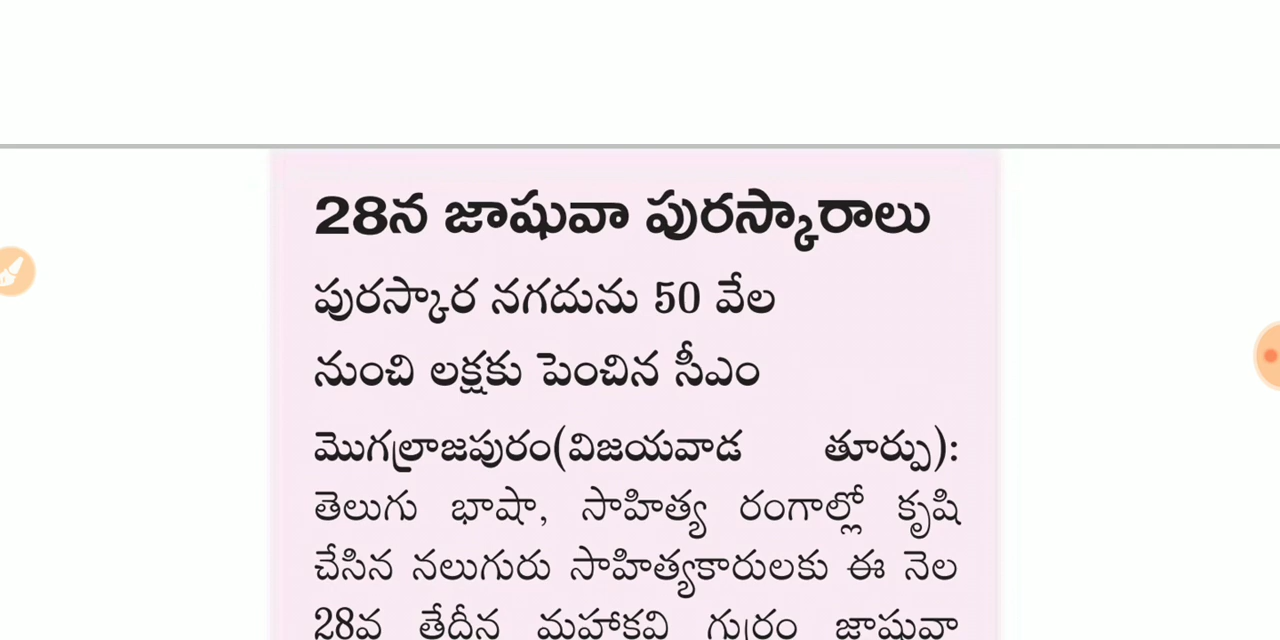 28న జాషువా పురస్కారాలు
పురస్కార నగదును 50 వేల
నుంచి లక్షకు పెంచిన సీఎం
మొగల్రాజపురం(విజయవాడ తూర్పు):
తెలుగు భాషా, సాహిత్య రంగాల్లో కృషి
చేసిన నలుగురు సాహిత్యకారులకు ఈ నెల
28వ తేదీన మహాకవి గుర్రం జాషువా